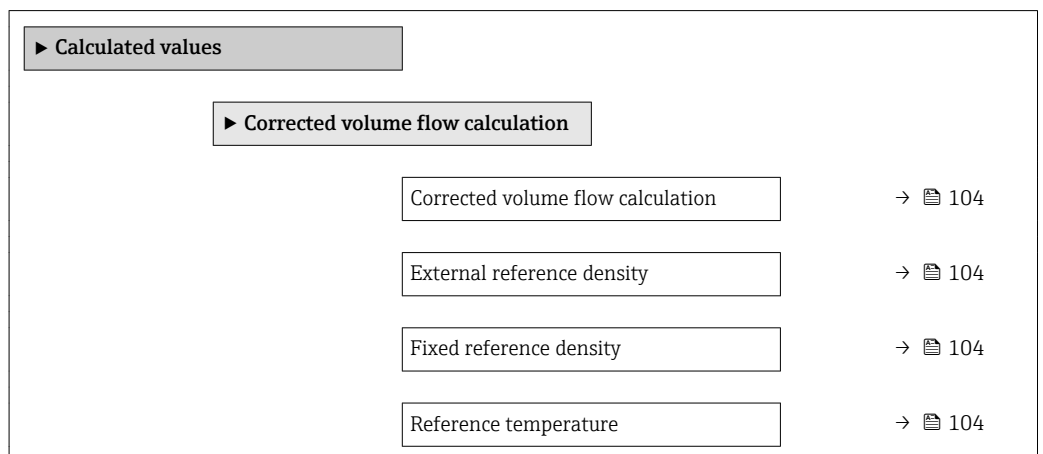 ▶ Calculated values
▶ Corrected volume flow calculation
Corrected volume flow calculation → 104
External reference density → 104
Fixed reference density → 104
Reference temperature → 104